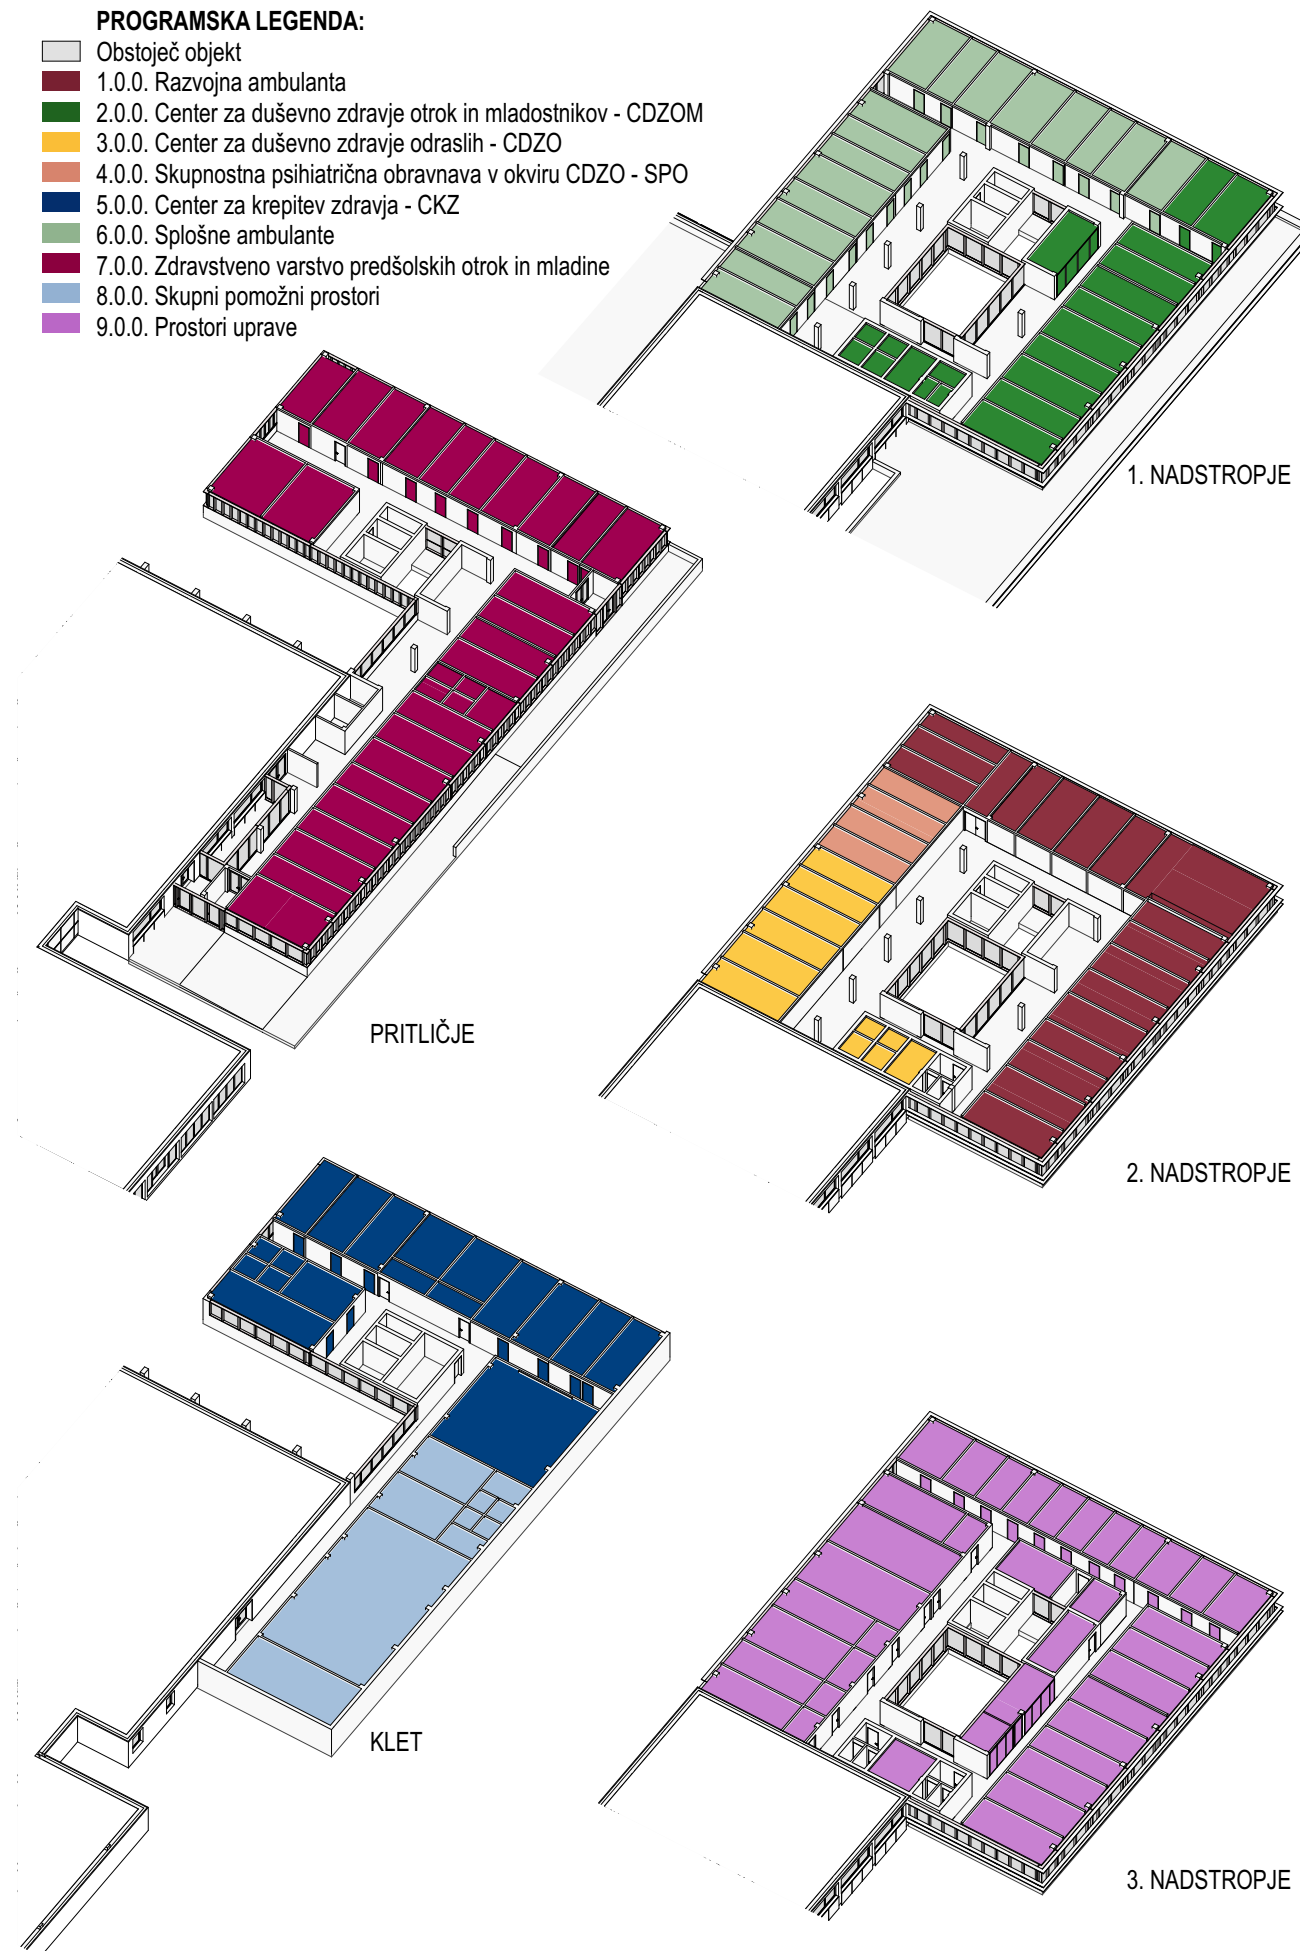 PROGRAMSKA LEGENDA:
Obstoječ objekt
1.0.0. Razvojna ambulanta
2.0.0. Center za duševno zdravje otrok in mladostnikov - CDZOM
3.0.0. Center za duševno zdravje odraslih - CDZO
4.0.0. Skupnostna psihiatrična obravnava v okviru CDZO - SPO
5.0.0. Center za krepitev zdravja - CKZ
6.0.0. Splošne ambulante
7.0.0. Zdravstveno varstvo predšolskih otrok in mladine
8.0.0. Skupni pomožni prostori
9.0.0. Prostori uprave
1. NADSTROPJE
PRITLIČJE
2. NADSTROPJE
KLET
3. NADSTROPJE